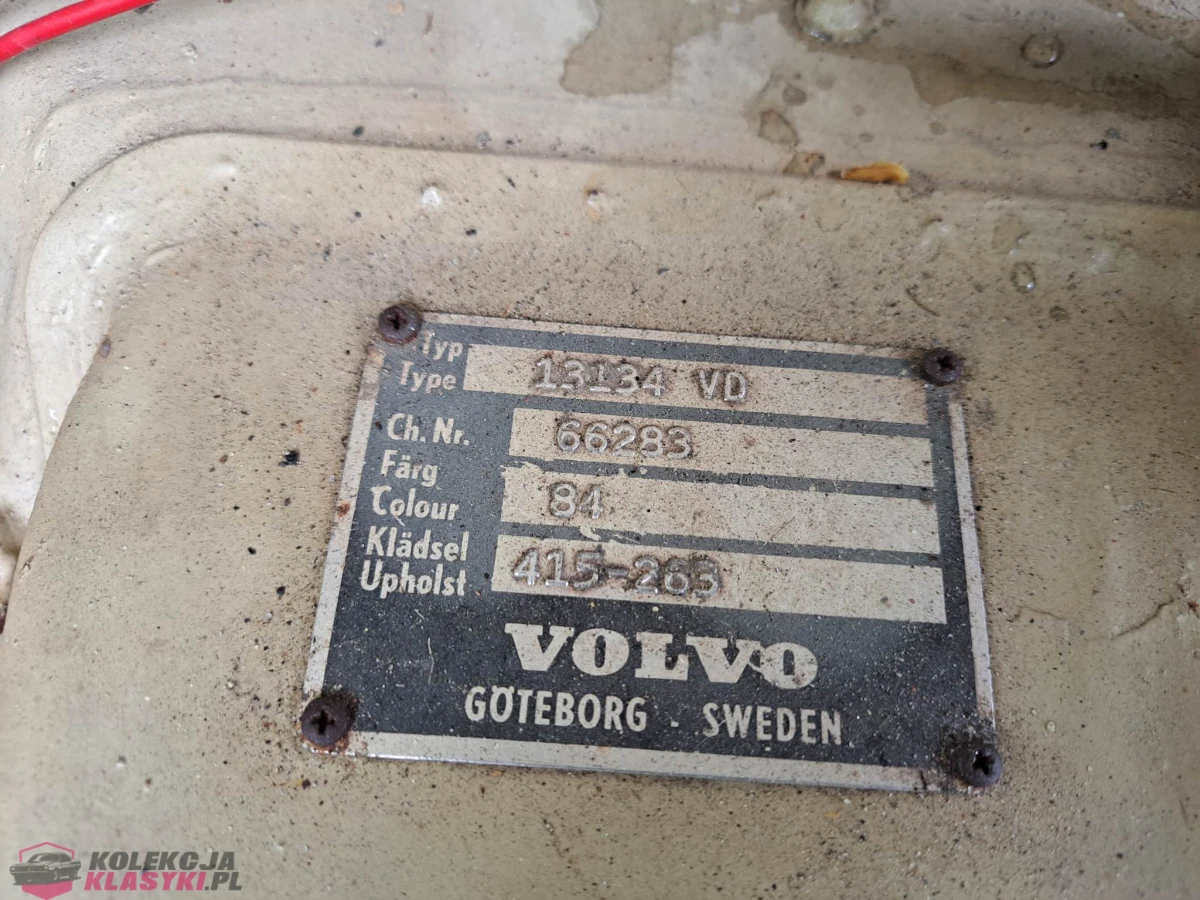 Typ
Type 13134 VD
Ch. Nr. 66283
Färg
Colour 84
Klädsel
Upholst 415-263
VOLVO
GÖTEBORG - SWEDEN
KOLEKCJA
KLASYKI.PL